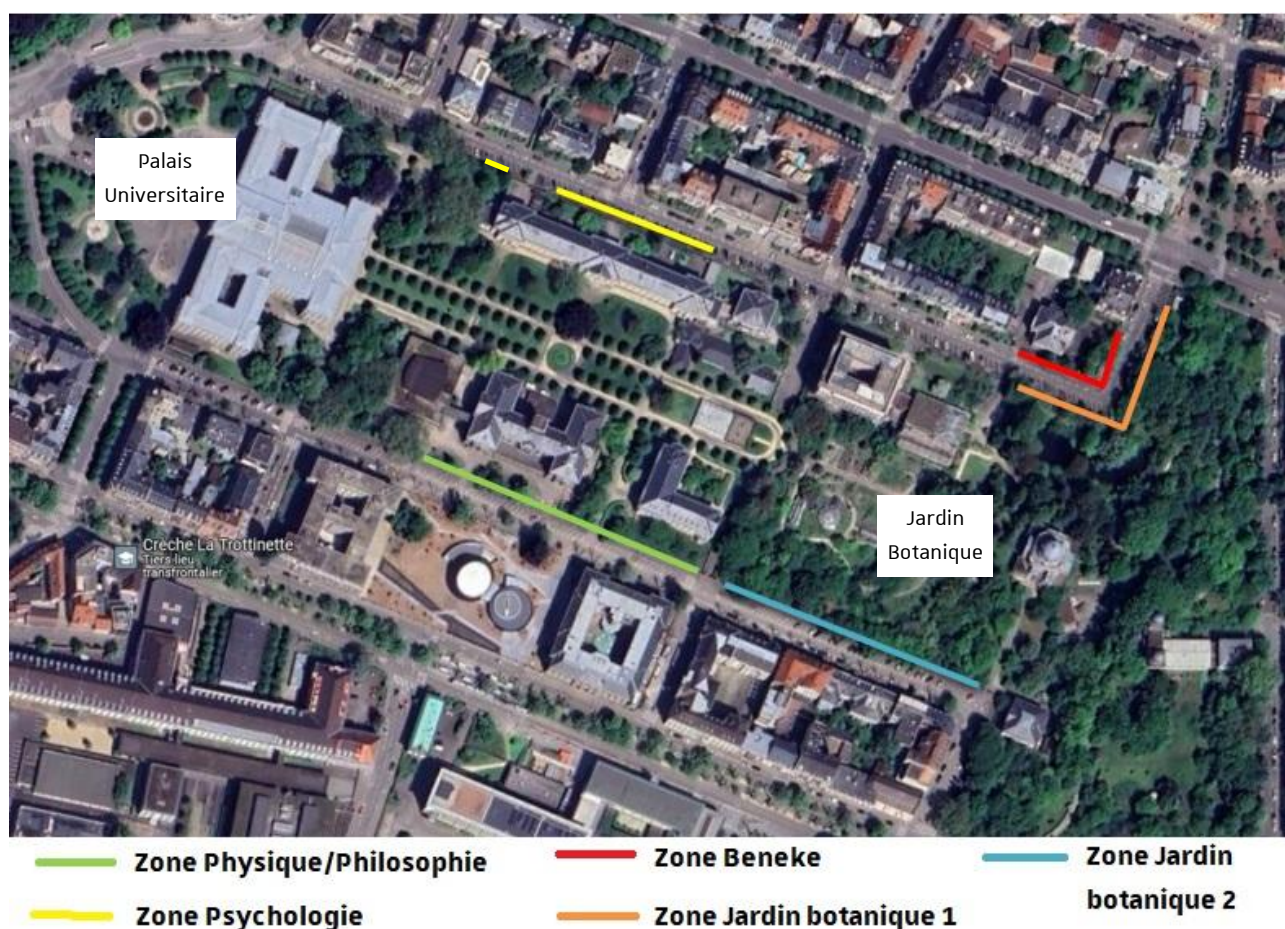 Palais
Universitaire
Jardin
Botanique
Crèche La Trottinette
Tiers-lieu
transfrontalier
Zone Physique/Philosophie
Zone Beneke
Zone Jardin
botanique 2
Zone Psychologie
Zone Jardin botanique 1